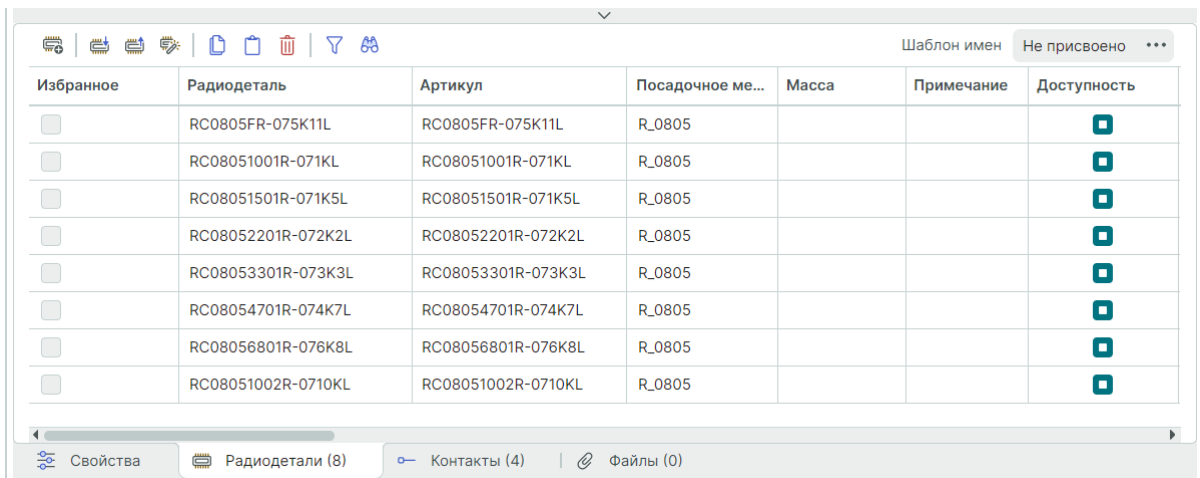 Шаблон имен Не присвоено
Избранное Радиодеталь Артикул Посадочное ме... Масса Примечание Доступность
RC0805FR-075K11L RC0805FR-075K11L R_0805
RC08051001R-071KL RC08051001R-071KL R_0805
RC08051501R-071K5L RC08051501R-071K5L R_0805
RC08052201R-072K2L RC08052201R-072K2L R_0805
RC08053301R-073K3L RC08053301R-073K3L R_0805
RC08054701R-074K7L RC08054701R-074K7L R_0805
RC08056801R-076K8L RC08056801R-076K8L R_0805
RC08051002R-0710KL RC08051002R-0710KL R_0805
Свойства Радиодетали (8) Контакты (4) Файлы (0)